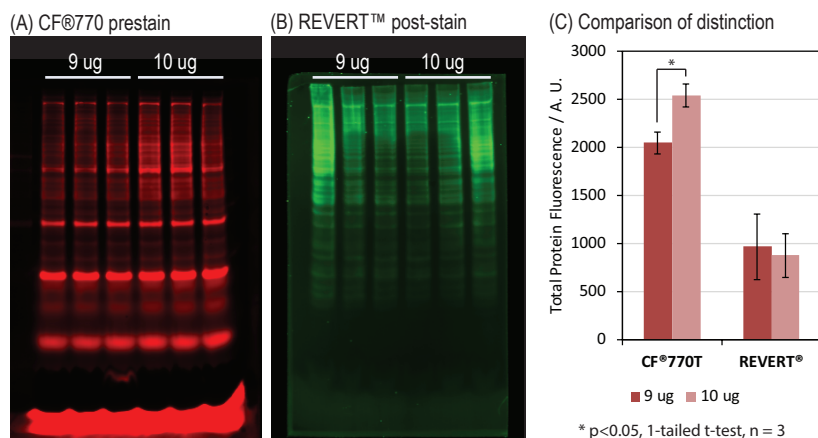 (A) CF®770 prestain
9 ug 10 ug
(B) REVERT™ post-stain
9 ug 10 ug
(C) Comparison of distinction
Total Protein Fluorescence / A. U.
3000
2500
2000
1500
1000
500
0
*
CF®770T REVERT®
9 ug 10 ug
* p<0.05, 1-tailed t-test, n = 3